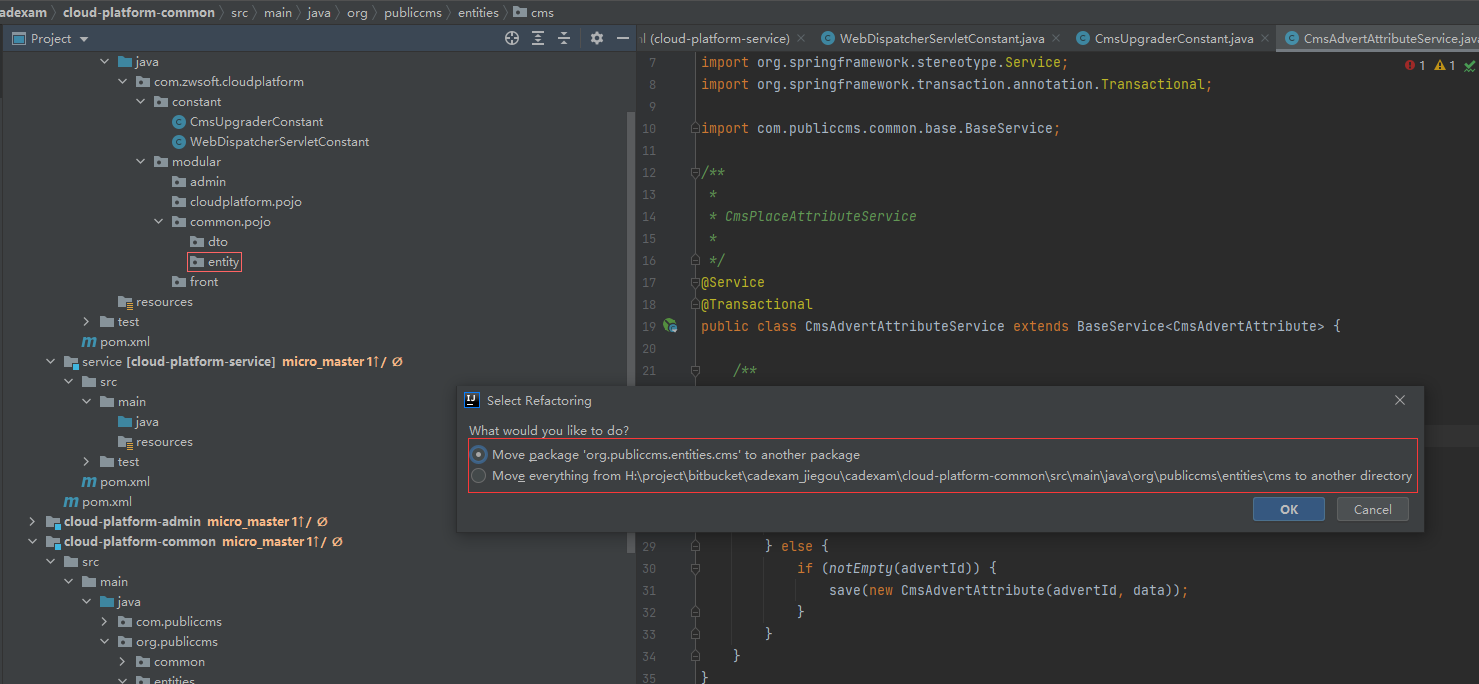 adexam cloud-platform-common src main java org publiccms entities cms
Project
java
com.zwsoft.cloudplatform
constant
CmsUpgraderConstant
WebDispatcherServletConstant
modular
admin
cloudplatform.pojo
common.pojo
dto
entity
front
resources
test
pom.xml
service [cloud-platform-service] micro_master 1↑ / Ø
src
main
java
resources
test
pom.xml
pom.xml
cloud-platform-admin micro_master 1↑ / Ø
cloud-platform-common micro_master 1↑ / Ø
src
main
java
com.publiccms
org.publiccms
common
entities
(cloud-platform-service) WebDispatcherServletConstant.java CmsUpgraderConstant.java CmsAdvertAttributeService.java
1 1
7 import org.springframework.stereotype.Service;
8 import org.springframework.transaction.annotation.Transactional;
9
10 import com.publiccms.common.base.BaseService;
11
12 /**
13 *
14 * CmsPlaceAttributeService
15 *
16 */
17 @Service
18 @Transactional
19 public class CmsAdvertAttributeService extends BaseService<CmsAdvertAttribute> {
20
21 /**
Select Refactoring
What would you like to do?
Move package 'org.publiccms.entities.cms' to another package
Move everything from H:\project\bitbucket\cadexam_jiegou\cadexam\cloud-platform-common\src\main\java\org\publiccms\entities\cms to another directory
OK Cancel
29 } else {
30 if (notEmpty(advertId)) {
31 save(new CmsAdvertAttribute(advertId, data));
32 }
33 }
34 }
35 }